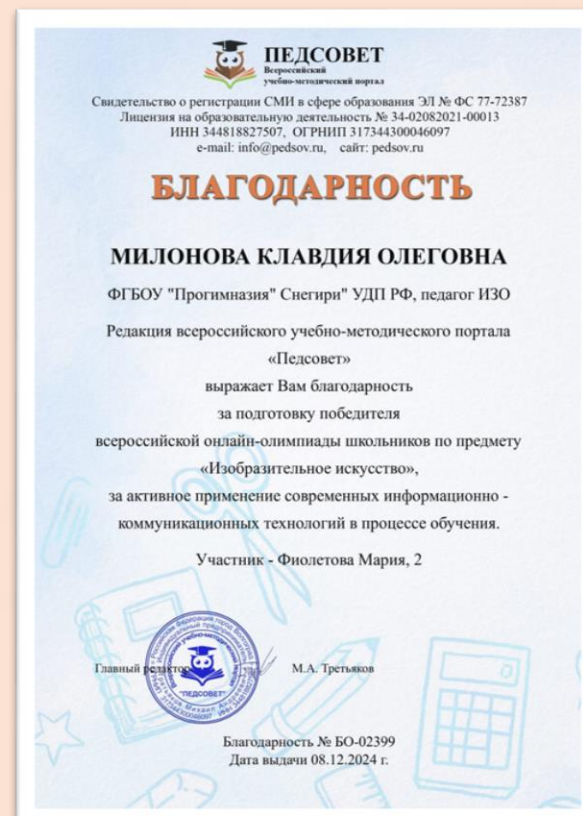 ПЕДСОВЕТ
Всероссийский
учебно-методический портал
Свидетельство о регистрации СМИ в сфере образования ЭЛ № ФС 77-72387
Лицензия на образовательную деятельность № 34-02082021-00013
ИНН 344818827507, ОГРНИП 317344300046097
e-mail: info@pedsov.ru, сайт: pedsov.ru
БЛАГОДАРНОСТЬ
МИЛОНОВА КЛАВДИЯ ОЛЕГОВНА
ФГБОУ "Прогимназия" Снегири" УДП РФ, педагог ИЗО
Редакция всероссийского учебно-методического портала
«Педсовет»
выражает Вам благодарность
за подготовку победителя
всероссийской онлайн-олимпиады школьников по предмету
«Изобразительное искусство»,
за активное применение современных информационно -
коммуникационных технологий в процессе обучения.
Участник - Фиолетова Мария, 2
Главный редактор
"ПЕДСОВЕТ"
М.А. Третьяков
Благодарность № БО-02399
Дата выдачи 08.12.2024 г.